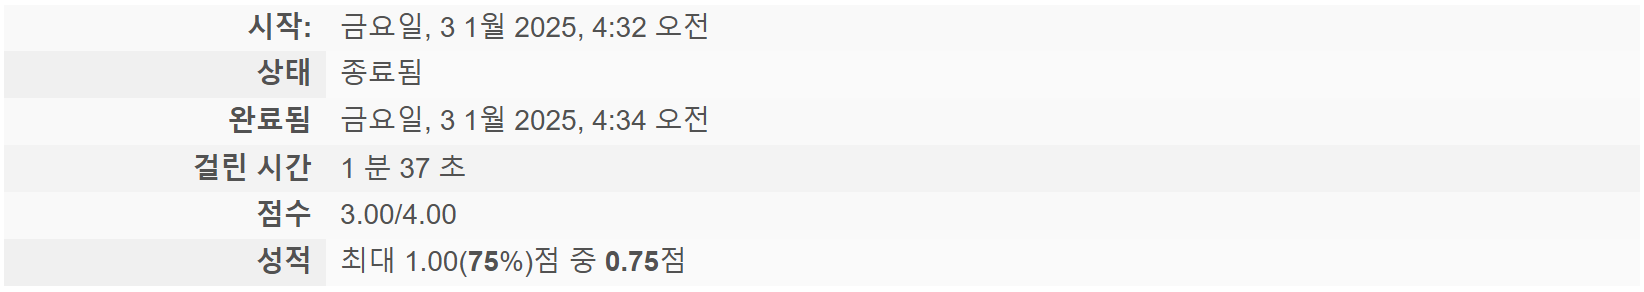 시작: 금요일, 3 1월 2025, 4:32 오전
상태 종료됨
완료됨 금요일, 3 1월 2025, 4:34 오전
걸린 시간 1 분 37 초
점수 3.00/4.00
성적 최대 1.00(75%)점 중 0.75점